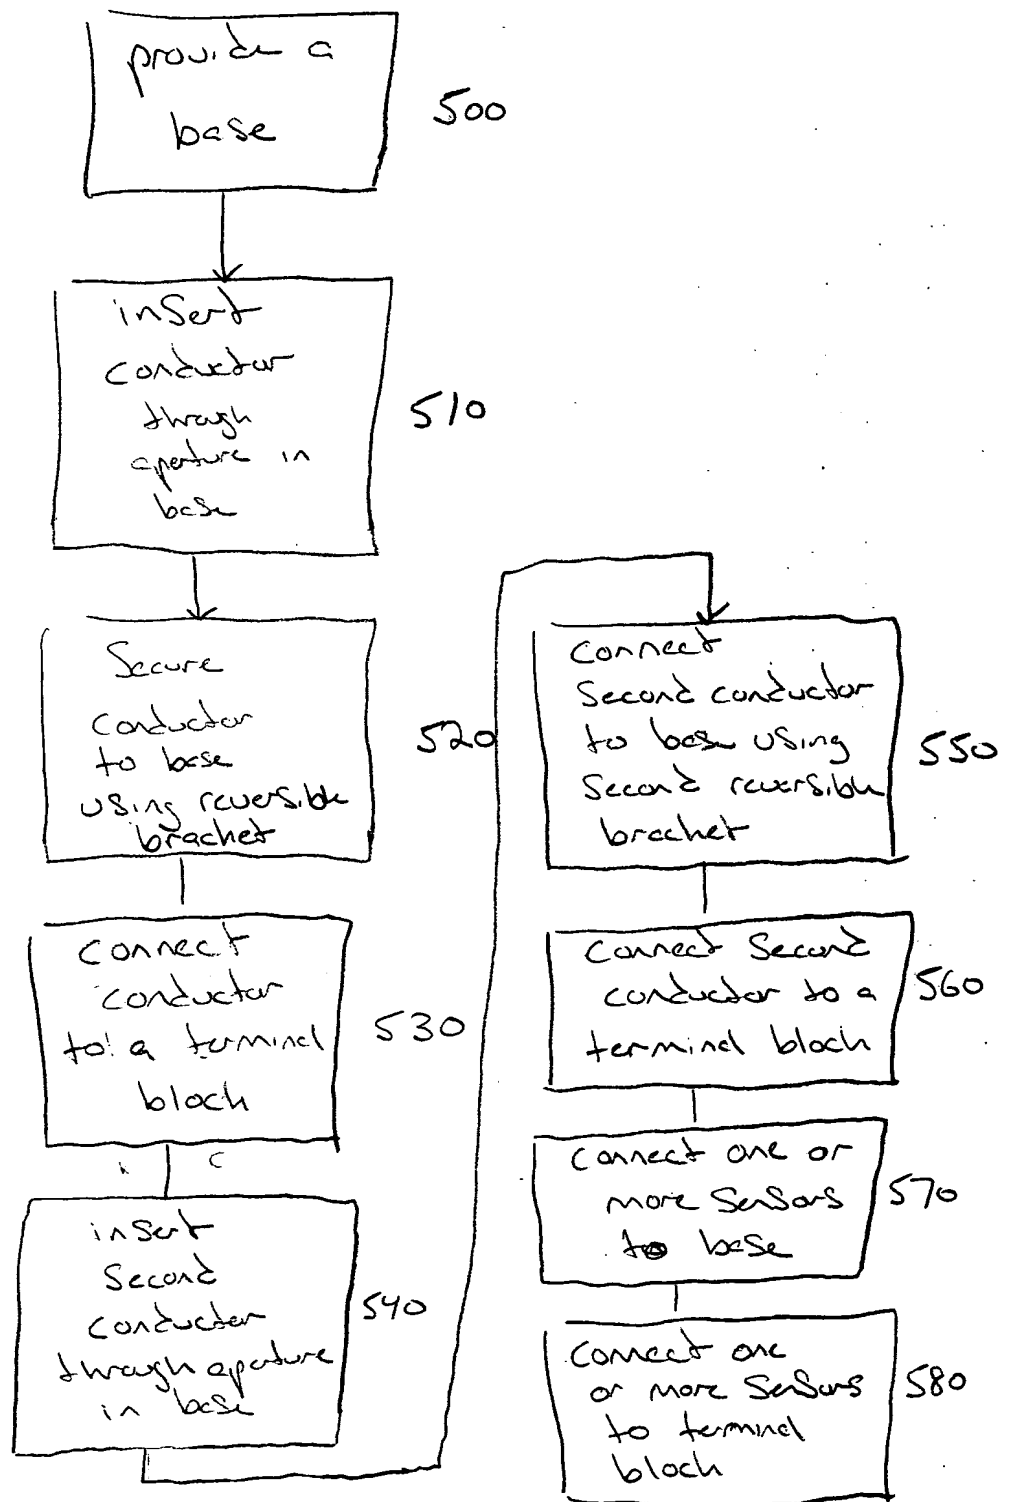 provide a
base
500
insert
conductor
through
aperture in
base
510
Secure
conductor
to base
using reversible
bracket
520
connect
conductor
to a terminal
block
530
insert
second
conductor
through aperture
in base
540
connect
second conductor
to base using
second reversible
bracket
550
connect second
conductor to a
terminal block
560
connect one or
more sensors
to base
570
connect one
or more sensors
to terminal
block
580